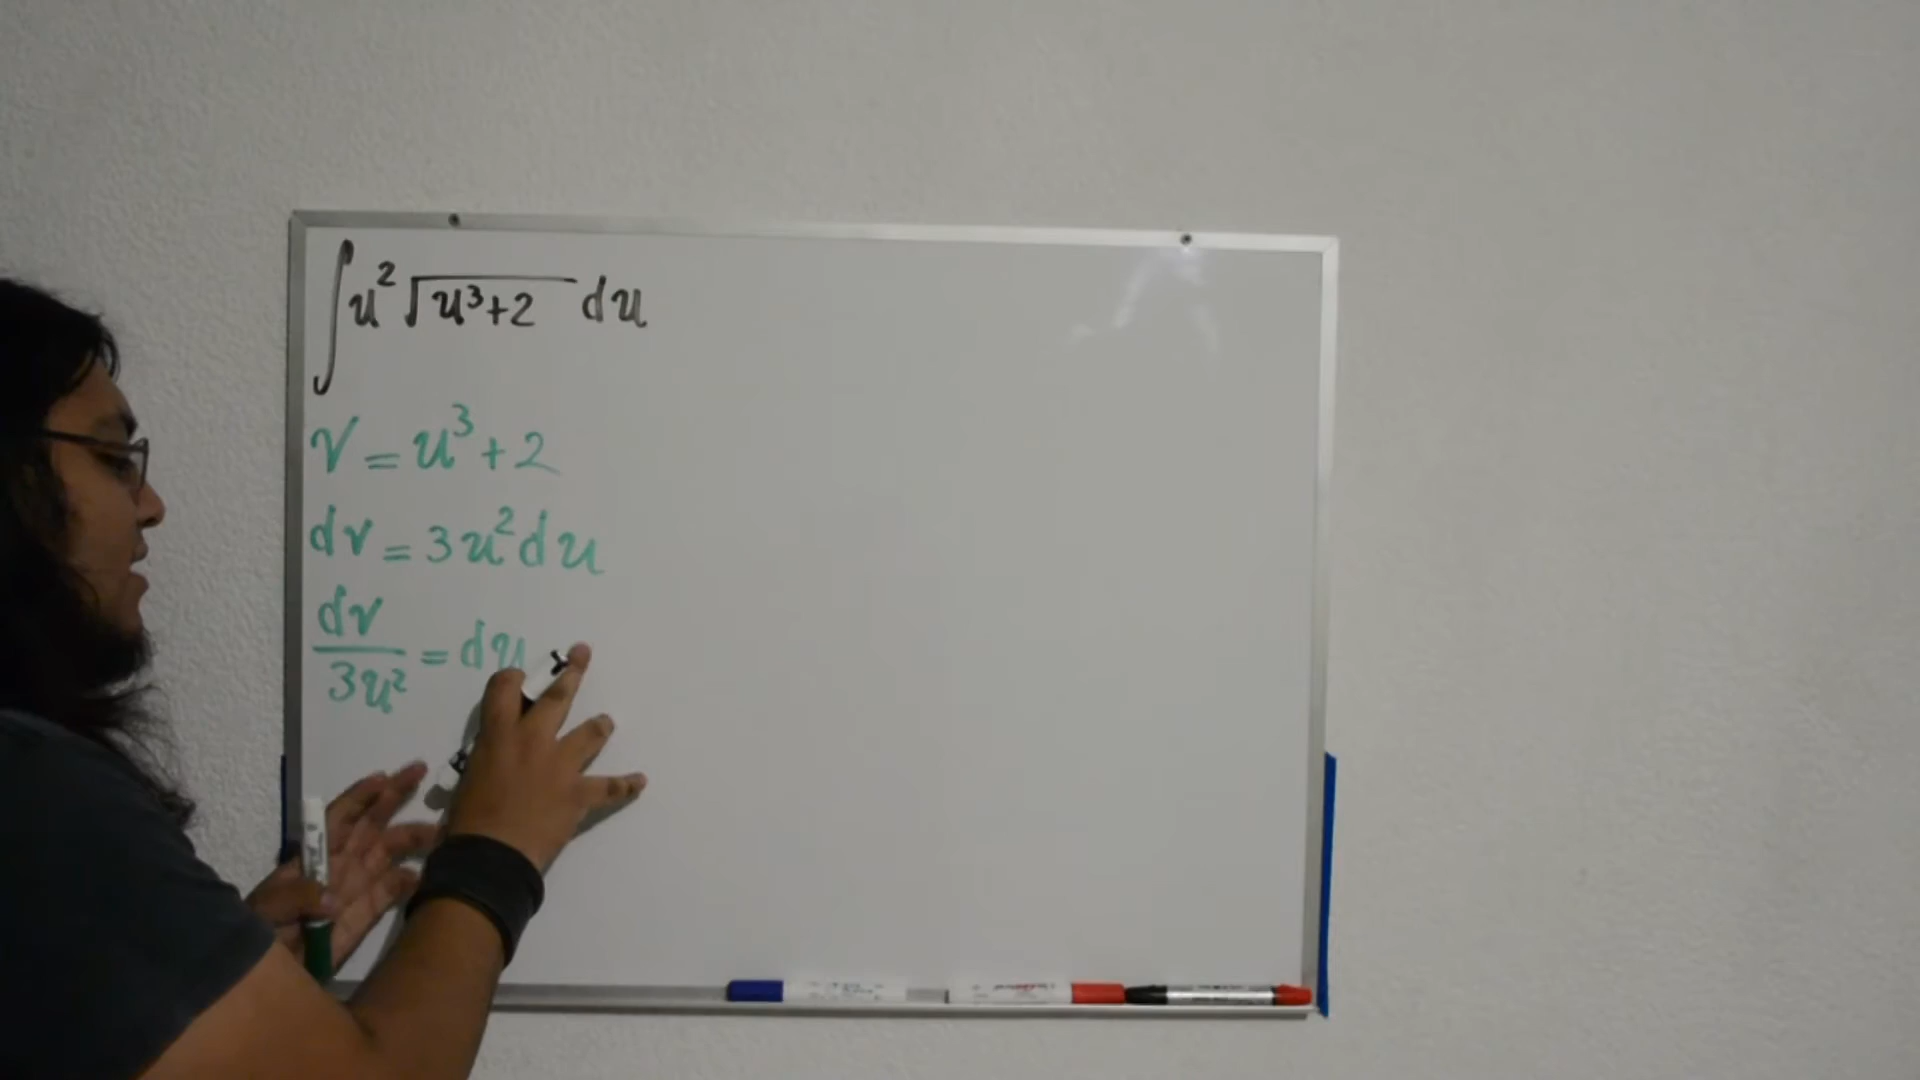 ∫u²√(u³+2) du
v = u³+2
dv = 3u²du
dv/3u² = du